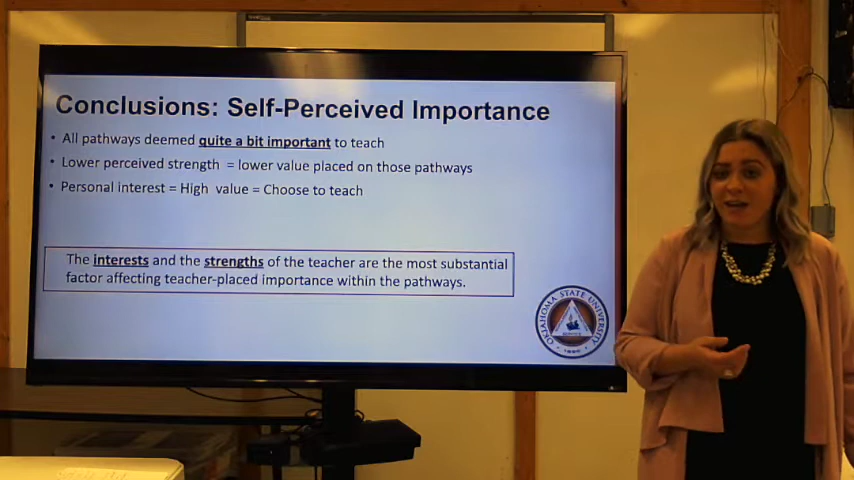 Conclusions: Self-Perceived Importance
• All pathways deemed quite a bit important to teach
• Lower perceived strength = lower value placed on those pathways
• Personal interest = High value = Choose to teach
The interests and the strengths of the teacher are the most substantial
factor affecting teacher-placed importance within the pathways.
OKLAHOMA STATE UNIVERSITY